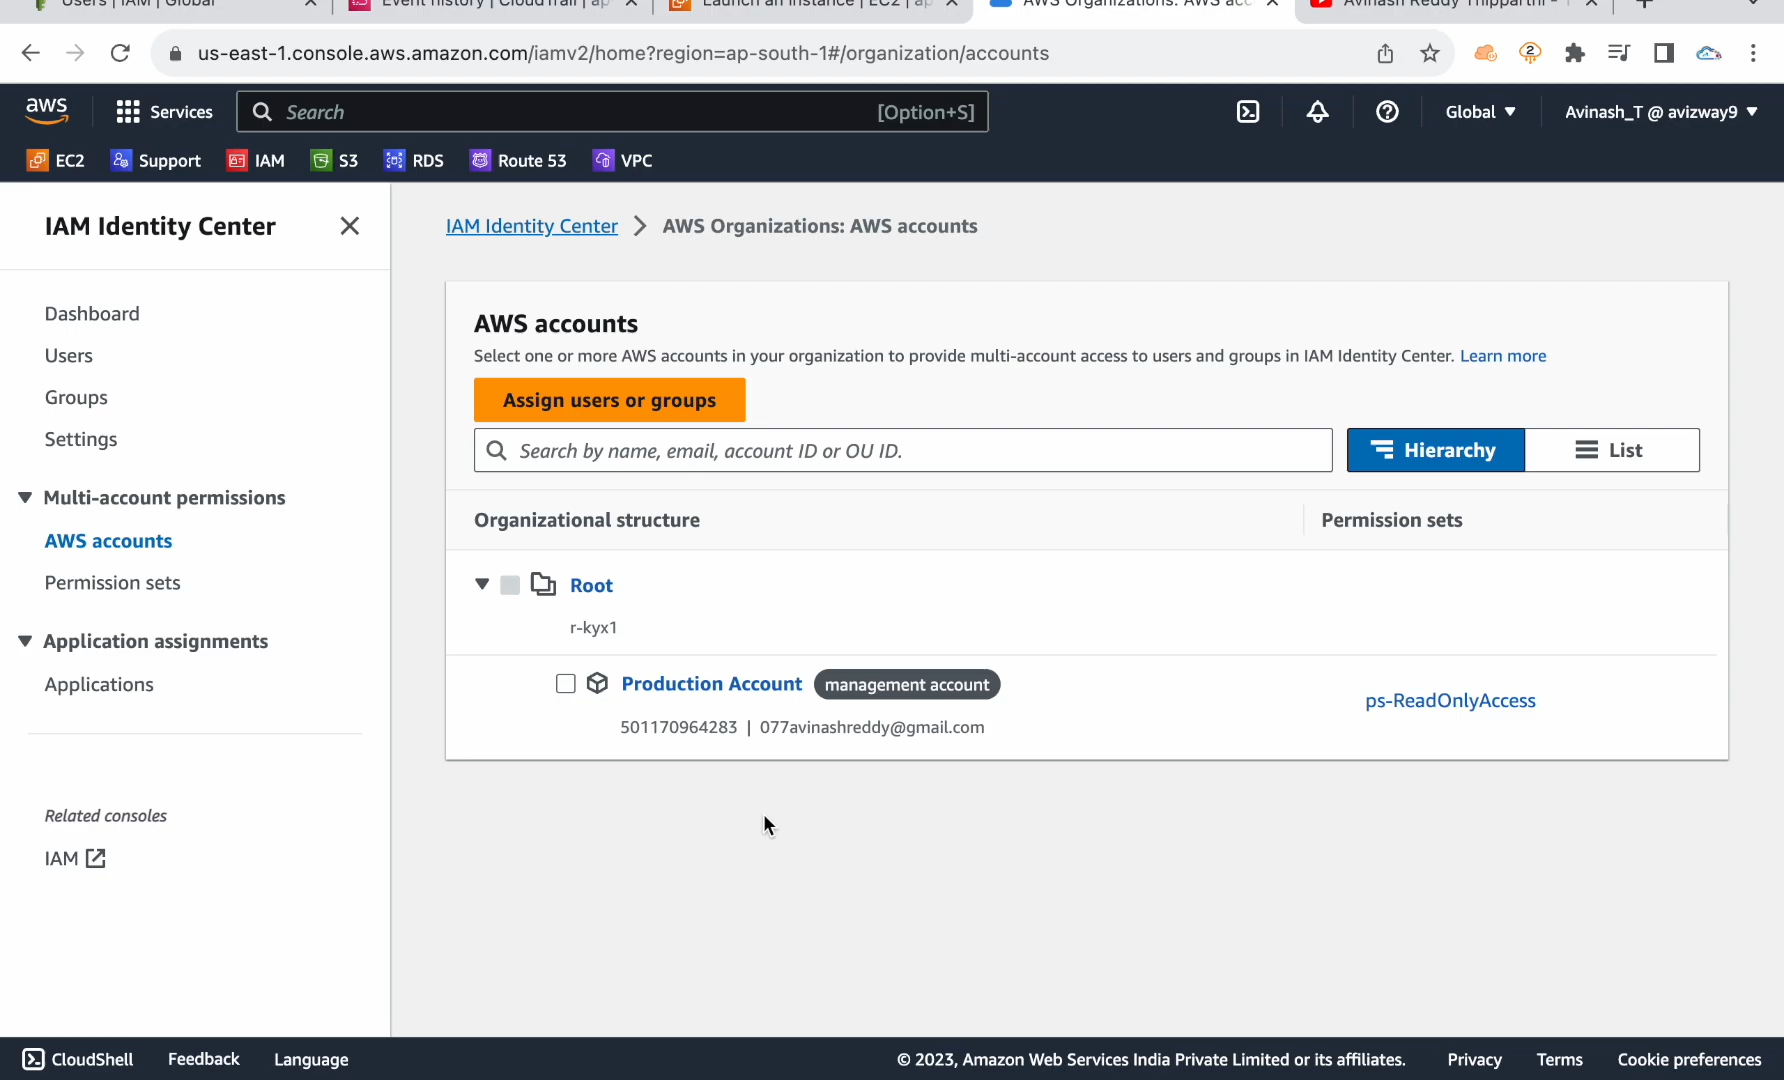 Users | IAM | Global
Event history | CloudTrail | ap-
Launch an instance | EC2 | ap
AWS Organizations: AWS acc
Avinash Reddy Thipparthi -
us-east-1.console.aws.amazon.com/iamv2/home?region=ap-south-1#/organization/accounts
2
aws
Services
Search
[Option+S]
Global
Avinash_T @ avizway9
EC2
Support
IAM
S3
RDS
Route 53
VPC
IAM Identity Center
Dashboard
Users
Groups
Settings
Multi-account permissions
AWS accounts
Permission sets
Application assignments
Applications
Related consoles
IAM
IAM Identity Center > AWS Organizations: AWS accounts
AWS accounts
Select one or more AWS accounts in your organization to provide multi-account access to users and groups in IAM Identity Center. Learn more
Assign users or groups
Search by name, email, account ID or OU ID.
Hierarchy
List
Organizational structure
Permission sets
Root
r-kyx1
Production Account
management account
501170964283 | 077avinashreddy@gmail.com
ps-ReadOnlyAccess
CloudShell
Feedback
Language
© 2023, Amazon Web Services India Private Limited or its affiliates.
Privacy
Terms
Cookie preferences